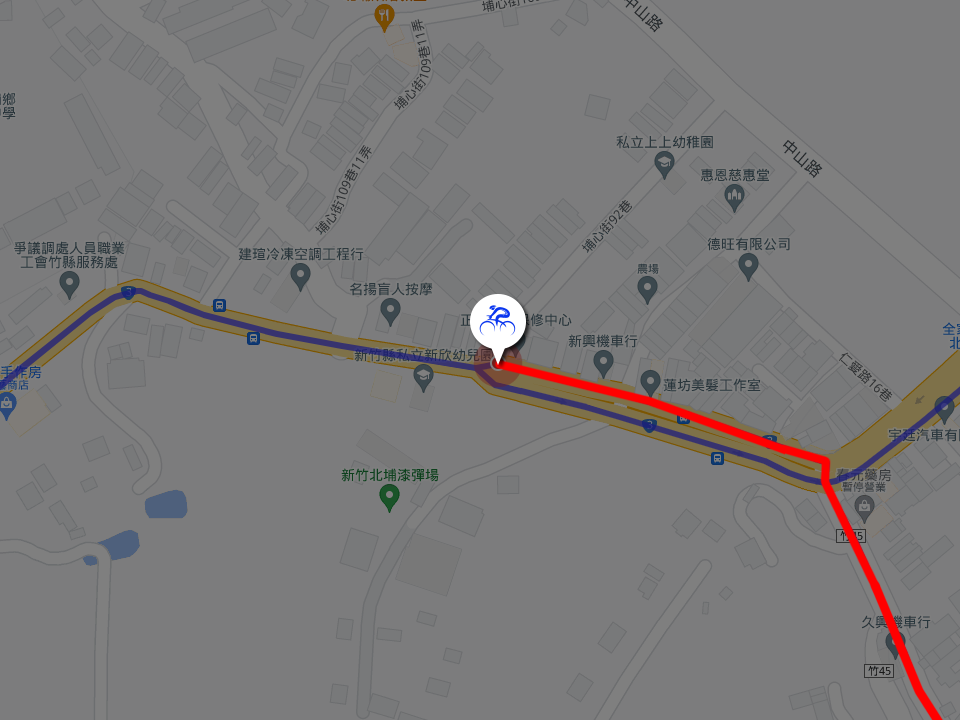 中山路
埔心街109巷11弄
鄉
學
私立上上幼稚園
中山路
惠恩慈惠堂
埔心街109巷11弄
埔心街92巷
爭議調處人員職業
工會竹縣服務處
建瑄冷凍空調工程行
德旺有限公司
農場
名揚盲人按摩
修中心
新興機車行
新竹縣私立新欣幼兒園
手作房
蓮坊美髮工作室
仁愛路16巷
新竹北埔漆彈場
春元藥房
暫停營業
竹45
久興機車行
竹45